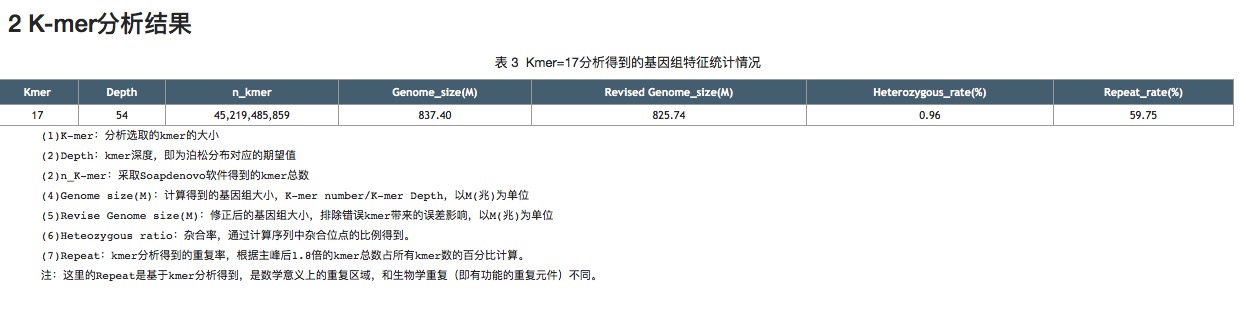 2 K-mer分析结果
表 3 Kmer=17分析得到的基因组特征统计情况
Kmer Depth n_kmer Genome_size(M) Revised Genome_size(M) Heterozygous_rate(%) Repeat_rate(%)
17 54 45,219,485,859 837.40 825.74 0.96 59.75
(1)K-mer：分析选取的kmer的大小
(2)Depth：kmer深度，即为泊松分布对应的期望值
(2)n_K-mer：采取Soapdenovo软件得到的kmer总数
(4)Genome size(M)：计算得到的基因组大小，K-mer number/K-mer Depth，以M(兆)为单位
(5)Revise Genome size(M)：修正后的基因组大小，排除错误kmer带来的误差影响，以M(兆)为单位
(6)Heteozygous ratio：杂合率，通过计算序列中杂合位点的比例得到。
(7)Repeat：kmer分析得到的重复率，根据主峰后1.8倍的kmer总数占所有kmer数的百分比计算。
注：这里的Repeat是基于kmer分析得到，是数学意义上的重复区域，和生物学重复（即有功能的重复元件）不同。